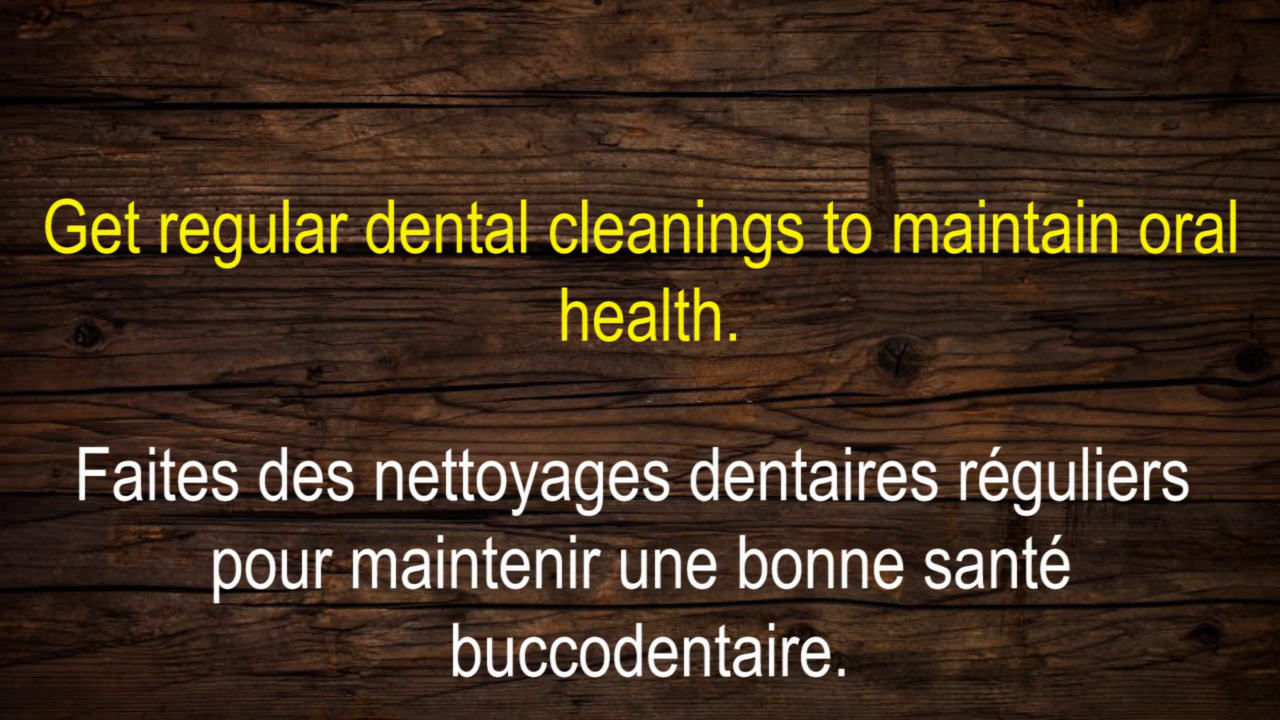 Get regular dental cleanings to maintain oral
health.
Faites des nettoyages dentaires réguliers
pour maintenir une bonne santé
buccodentaire.